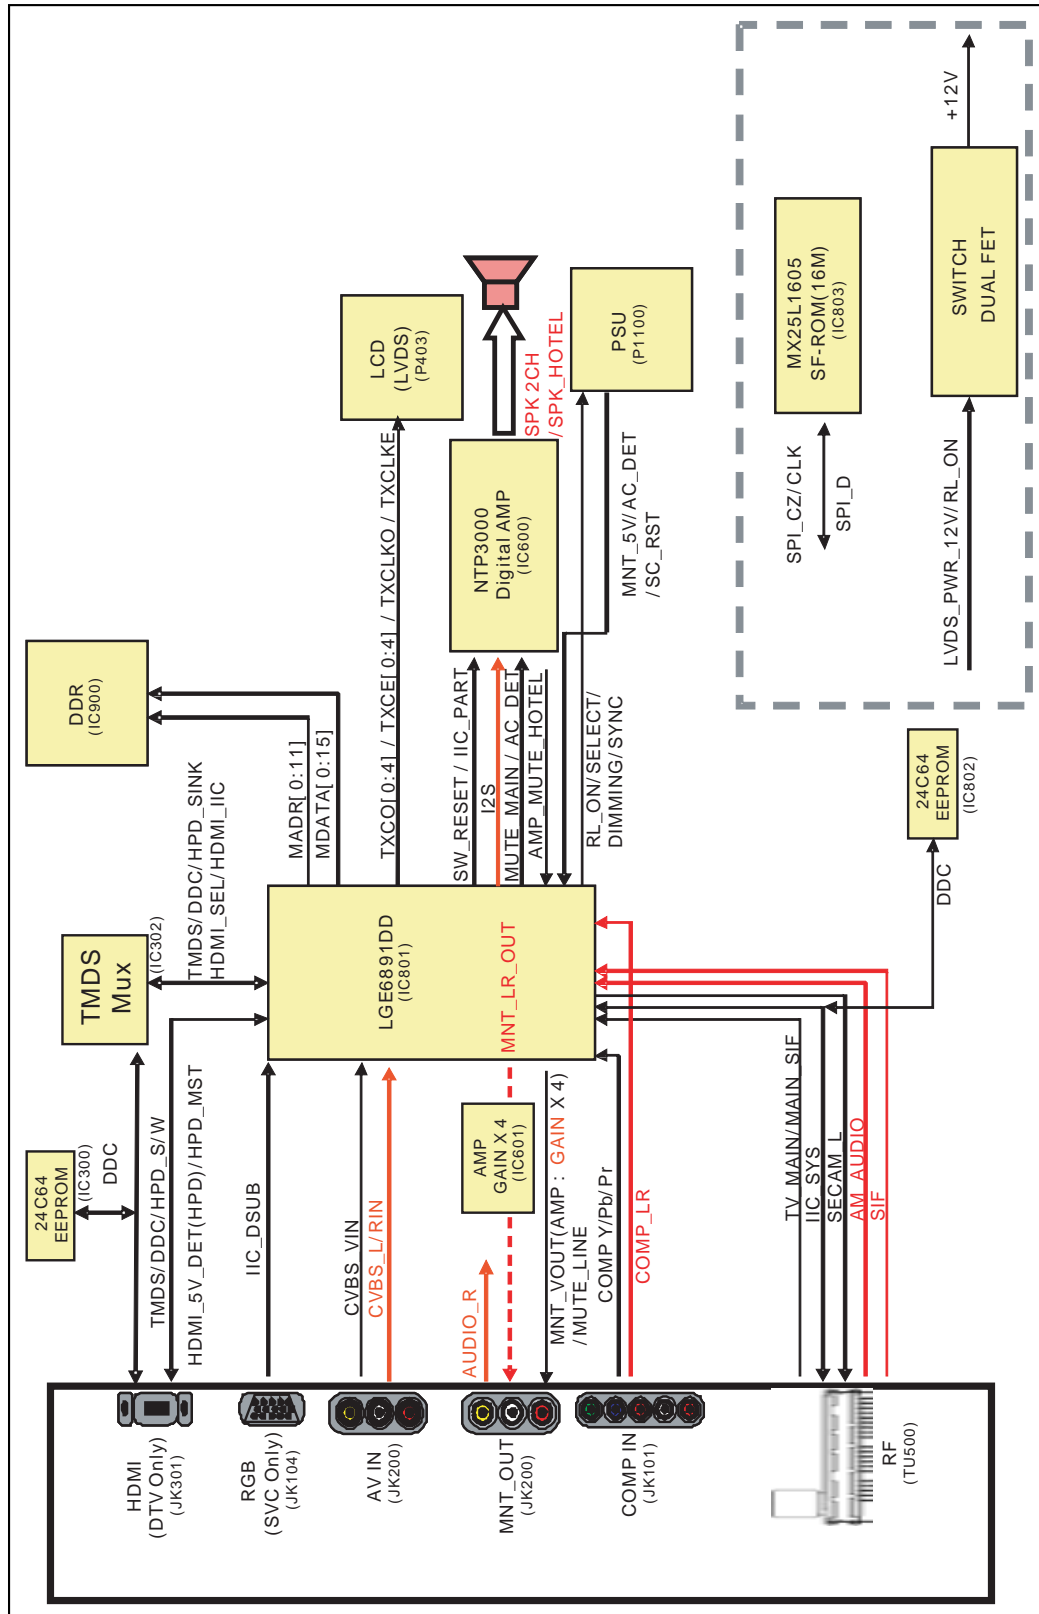 HDMI
(DTV Only)
(JK301)
RGB
(SVC Only)
(JK104)
AV IN
(JK200)
MNT_OUT
(JK200)
COMP IN
(JK101)
RF
(TU500)
24C64
EEPROM
(IC300)
DDC
TMDS/DDC/HPD_S/W
HDMI_5V_DET(HPD)/HPD_MST
IIC_DSUB
CVBS_VIN
CVBS_L/RIN
AUDIO_R
AMP
GAIN X 4
(IC601)
MNT_VOUT(AMP : GAIN X 4)
/MUTE_LINE
COMP Y/Pb/Pr
COMP_LR
TV_MAIN/MAIN_SIF
IIC_SYS
SECAM_L
AM_AUDIO
SIF
TMDS
Mux
(IC302)
TMDS/DDC/HPD_SINK
HDMI_SEL/HDMI_IIC
LGE6891DD
(IC801)
MNT_LR_OUT
DDR
(IC900)
MADR[0:11]
MDATA[0:15]
TXCO[0:4] / TXCE[0:4] / TXCLKO / TXCLKE
SW_RESET / IIC_PART
I2S
MUTE_MAIN / AC_DET
AMP_MUTE_HOTEL
RL_ON/SELECT/
DIMMING/SYNC
LCD
(LVDS)
(P403)
NTP3000
Digital AMP
(IC600)
SPK 2CH
/SPK_HOTEL
PSU
(P1100)
MNT_5V/AC_DET
/SC_RST
24C64
EEPROM
(IC802)
DDC
MX25L1605
SF-ROM(16M)
(IC803)
SPI_CZ/CLK
SPI_D
SWITCH
DUAL FET
LVDS_PWR_12V/RL_ON
+12V